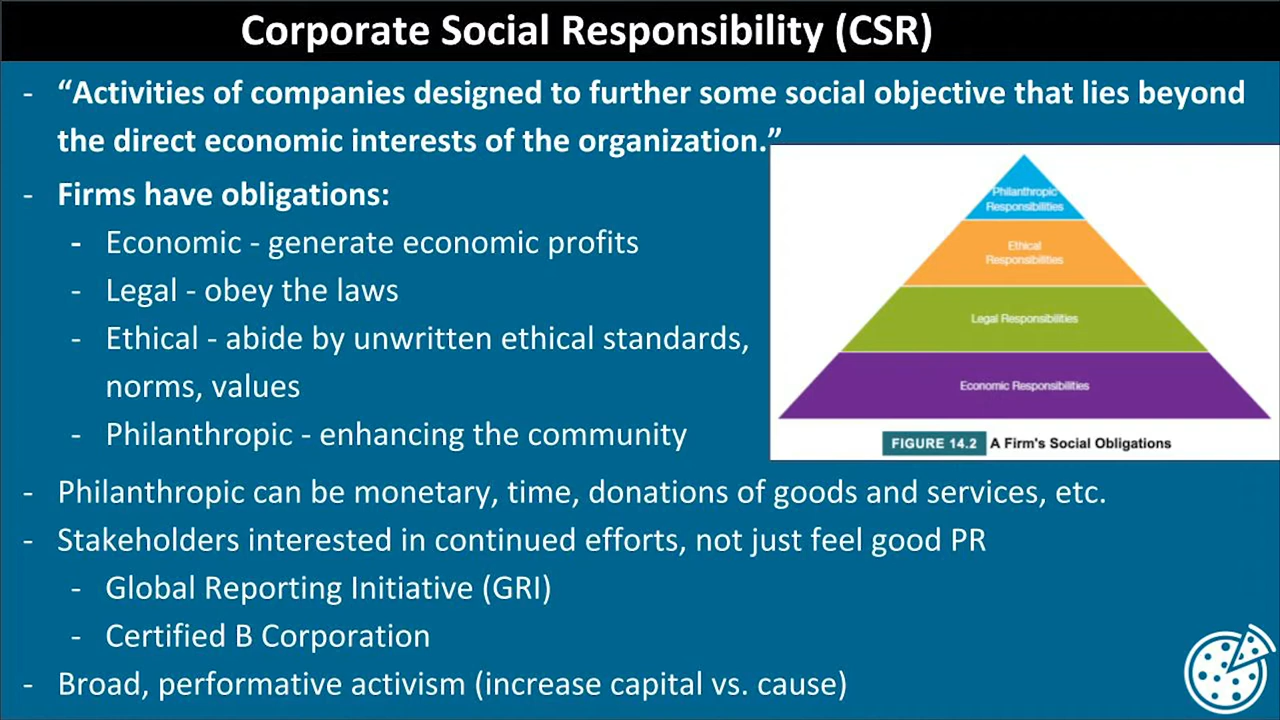 Corporate Social Responsibility (CSR)
- “Activities of companies designed to further some social objective that lies beyond
the direct economic interests of the organization.”
- Firms have obligations:
- Economic - generate economic profits
- Legal - obey the laws
- Ethical - abide by unwritten ethical standards,
norms, values
- Philanthropic - enhancing the community
Philanthropic
Responsibilities
Ethical
Responsibilities
Legal Responsibilities
Economic Responsibilities
FIGURE 14.2 A Firm's Social Obligations
- Philanthropic can be monetary, time, donations of goods and services, etc.
- Stakeholders interested in continued efforts, not just feel good PR
- Global Reporting Initiative (GRI)
- Certified B Corporation
- Broad, performative activism (increase capital vs. cause)